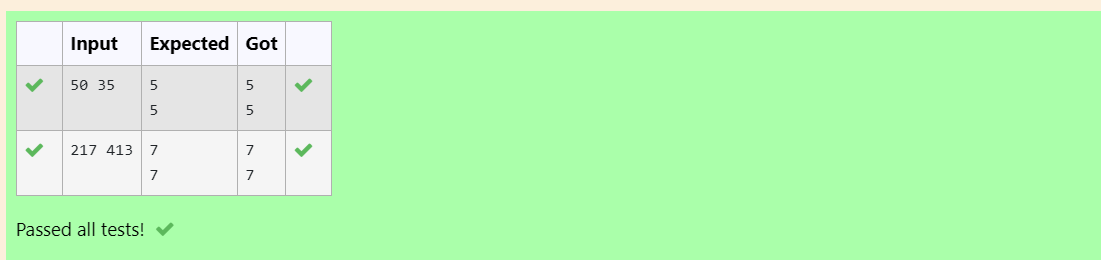 Input Expected Got
50 35 5 5
5 5
217 413 7 7
7 7
Passed all tests!